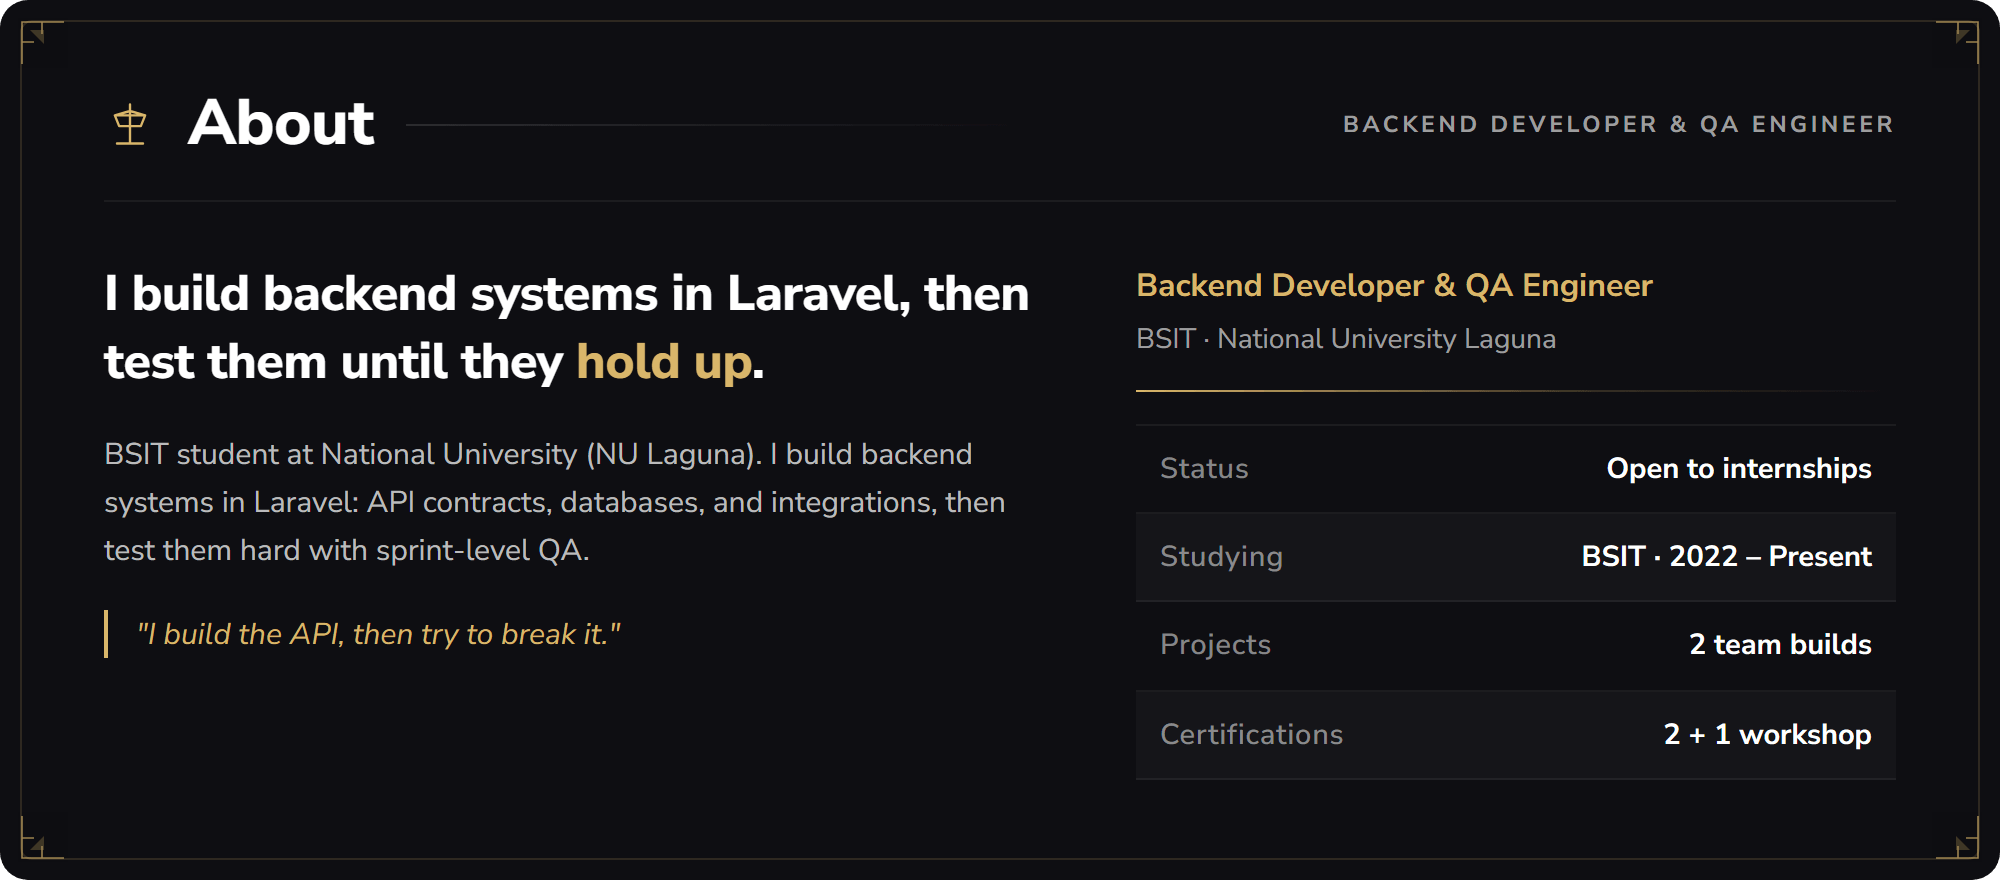 About
BACKEND DEVELOPER & QA ENGINEER
I build backend systems in Laravel, then
test them until they hold up.
BSIT student at National University (NU Laguna). I build backend
systems in Laravel: API contracts, databases, and integrations, then
test them hard with sprint-level QA.
"I build the API, then try to break it."
Backend Developer & QA Engineer
BSIT · National University Laguna
Status Open to internships
Studying BSIT · 2022 – Present
Projects 2 team builds
Certifications 2 + 1 workshop